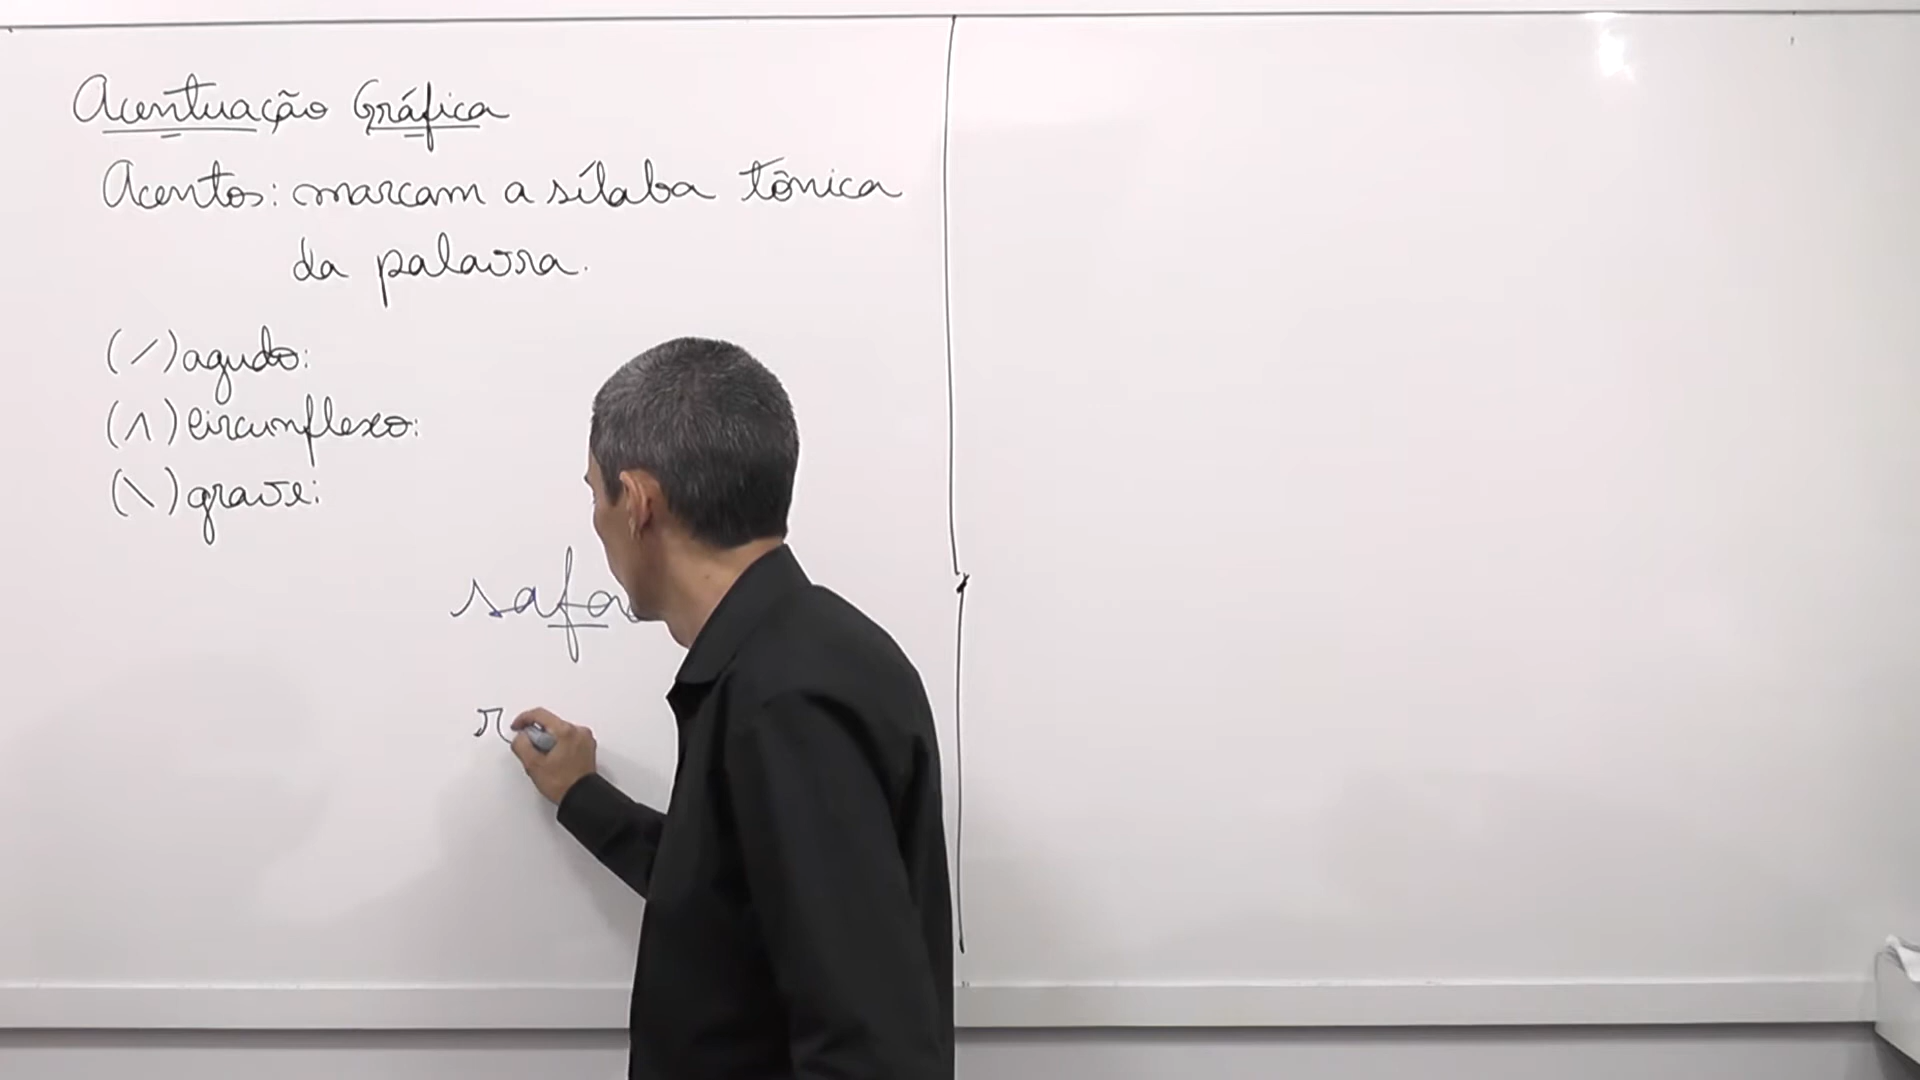 Acentuação Gráfica
Acentos: marcam a sílaba tônica
da palavra.
(´) agudo:
(^) circunflexo:
(`) grave: